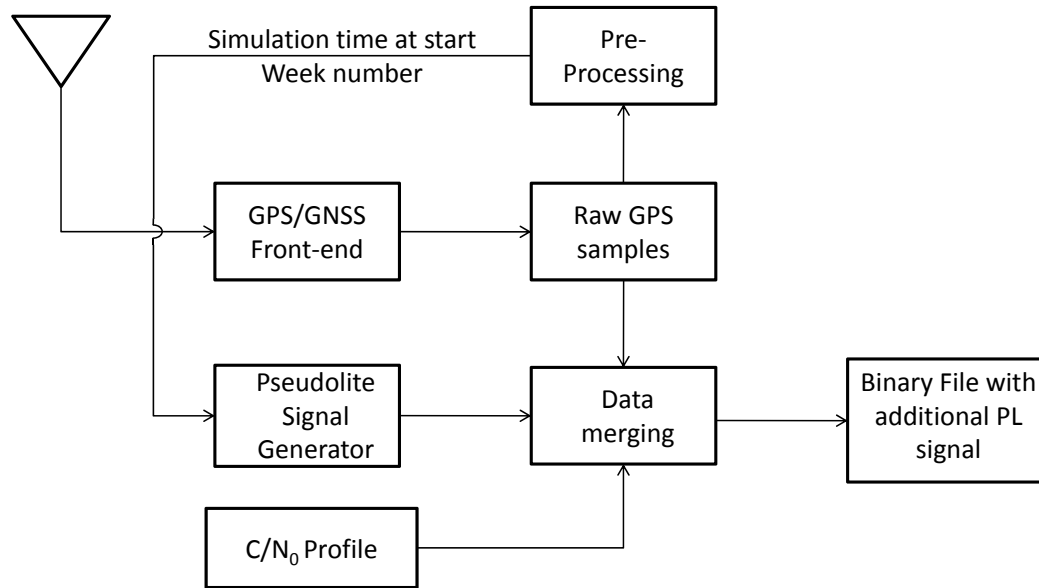 Simulation time at start
Week number
Pre-
Processing
GPS/GNSS
Front-end
Raw GPS
samples
Pseudolite
Signal
Generator
Data
merging
Binary File with
additional PL
signal
C/N₀ Profile